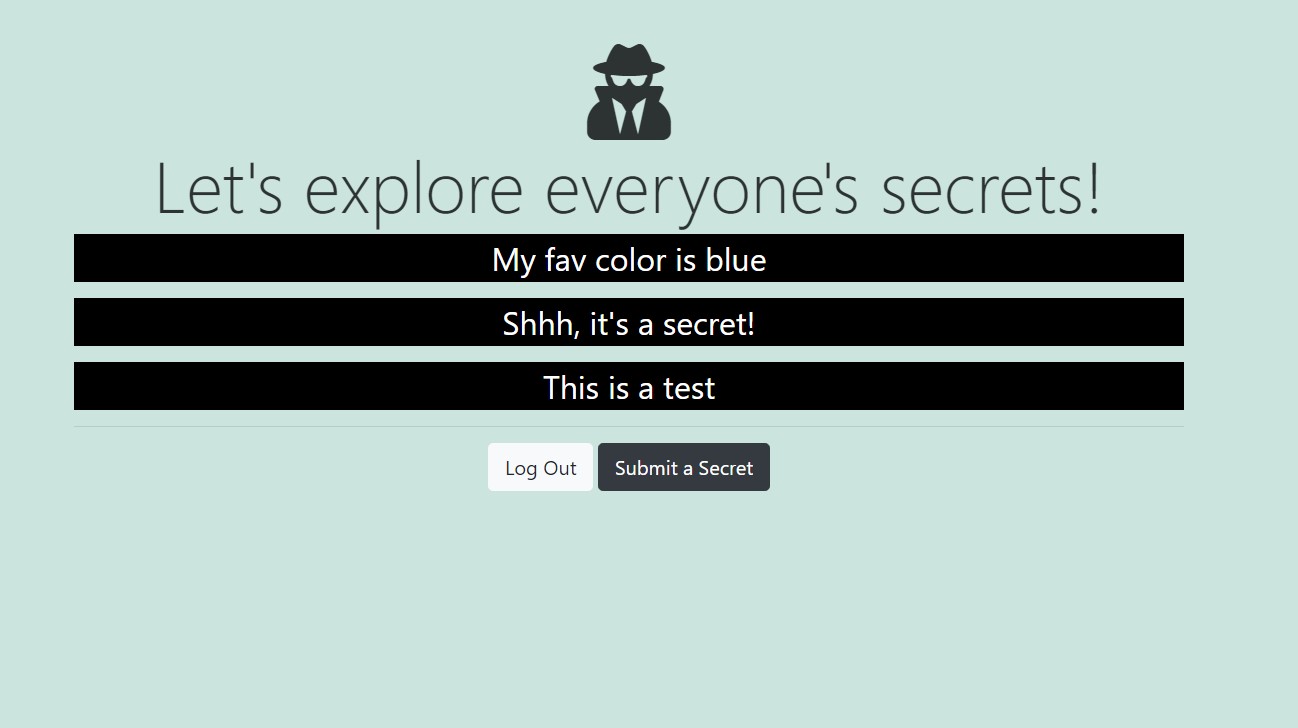 Let's explore everyone's secrets!
My fav color is blue
Shhh, it's a secret!
This is a test
Log Out Submit a Secret